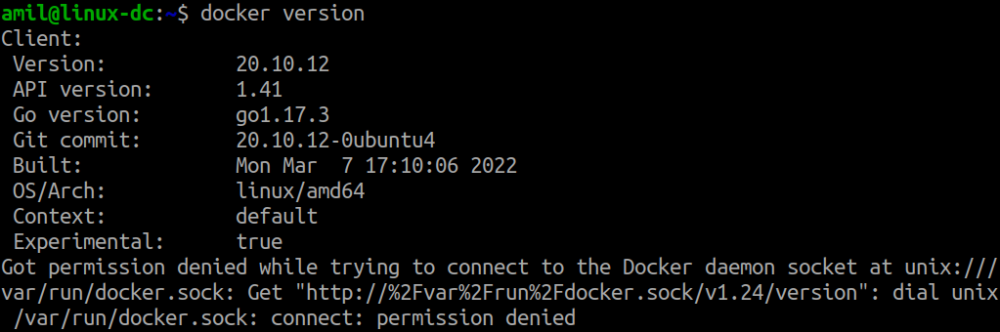 amil@linux-dc:~$ docker version
Client:
 Version:           20.10.12
 API version:       1.41
 Go version:        go1.17.3
 Git commit:        20.10.12-0ubuntu4
 Built:             Mon Mar  7 17:10:06 2022
 OS/Arch:           linux/amd64
 Context:           default
 Experimental:      true
Got permission denied while trying to connect to the Docker daemon socket at unix:///
var/run/docker.sock: Get "http://%2Fvar%2Frun%2Fdocker.sock/v1.24/version": dial unix
 /var/run/docker.sock: connect: permission denied